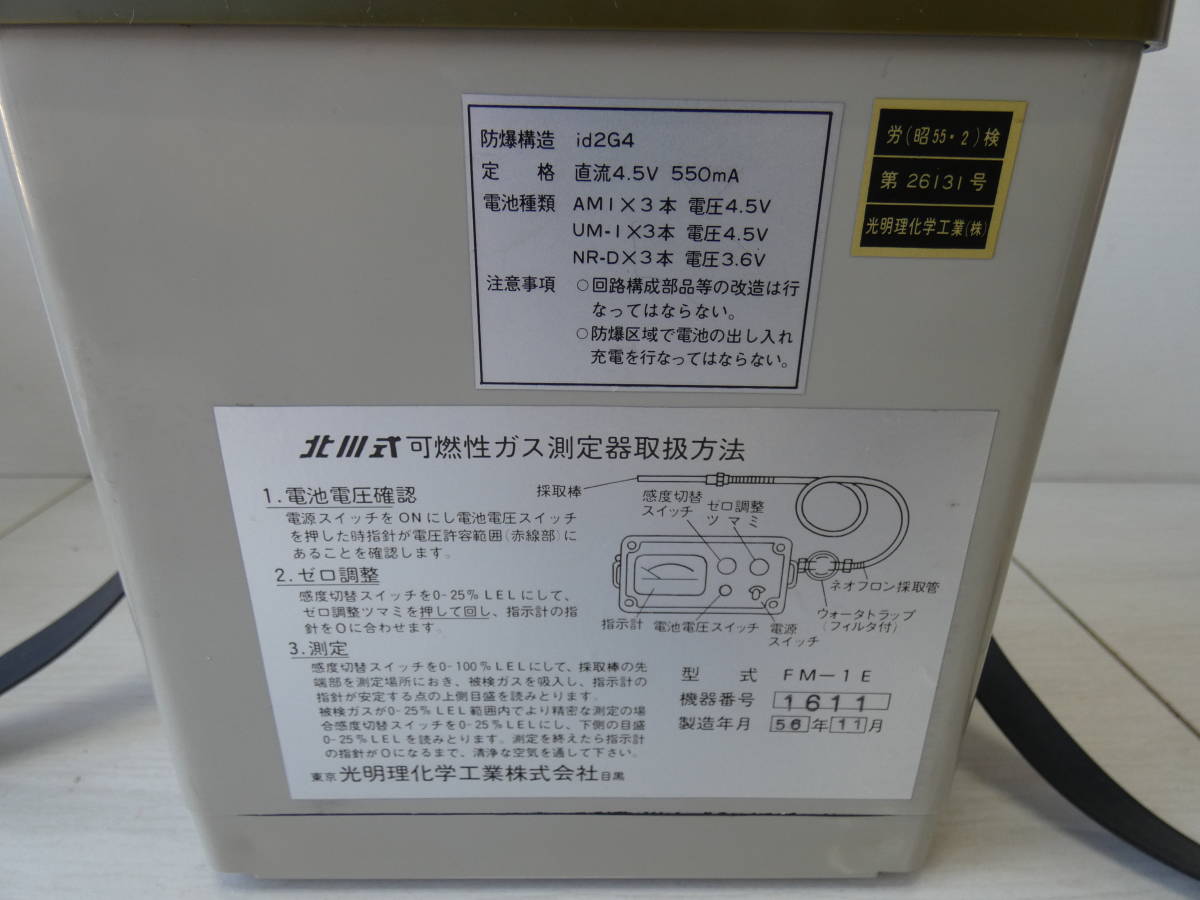 防爆構造 id2G4
定 格 直流4.5V 550mA
電池種類 AM1×3本 電圧4.5V
UM-1×3本 電圧4.5V
NR-D×3本 電圧3.6V
注意事項 ○回路構成部品等の改造は行
なってはならない。
○防爆区域で電池の出し入れ
充電を行なってはならない。
労(昭55・2)検
第 26131号
光明理化学工業(株)
北川式 可燃性ガス測定器取扱方法
1.電池電圧確認
電源スイッチをONにし電池電圧スイッチ
を押した時指針が電圧許容範囲(赤線部)に
あることを確認します。
2.ゼロ調整
感度切替スイッチを0-25%LELにして、
ゼロ調整ツマミを押して回し、指示計の指
針を0に合わせます。
3.測定
感度切替スイッチを0-100%LELにして、採取棒の先
端部を測定場所におき、被検ガスを吸入し、指示計の
指針が安定する点の上側目盛を読みとります。
被検ガスが0-25%LEL範囲内でより精密な測定の場
合感度切替スイッチを0-25%LELにし、下側の目盛
0-25%LELを読みとります。測定を終えたら指示計
の指針が0になるまで、清浄な空気を通して下さい。
東京 光明理化学工業株式会社 目黒
採取棒
感度切替
スイッチ
ゼロ調整
ツマミ
ネオフロン採取管
ウォータトラップ
(フィルタ付)
指示計
電池電圧スイッチ
電源
スイッチ
型 式 FM-1E
機器番号 1611
製造年月 56年11月